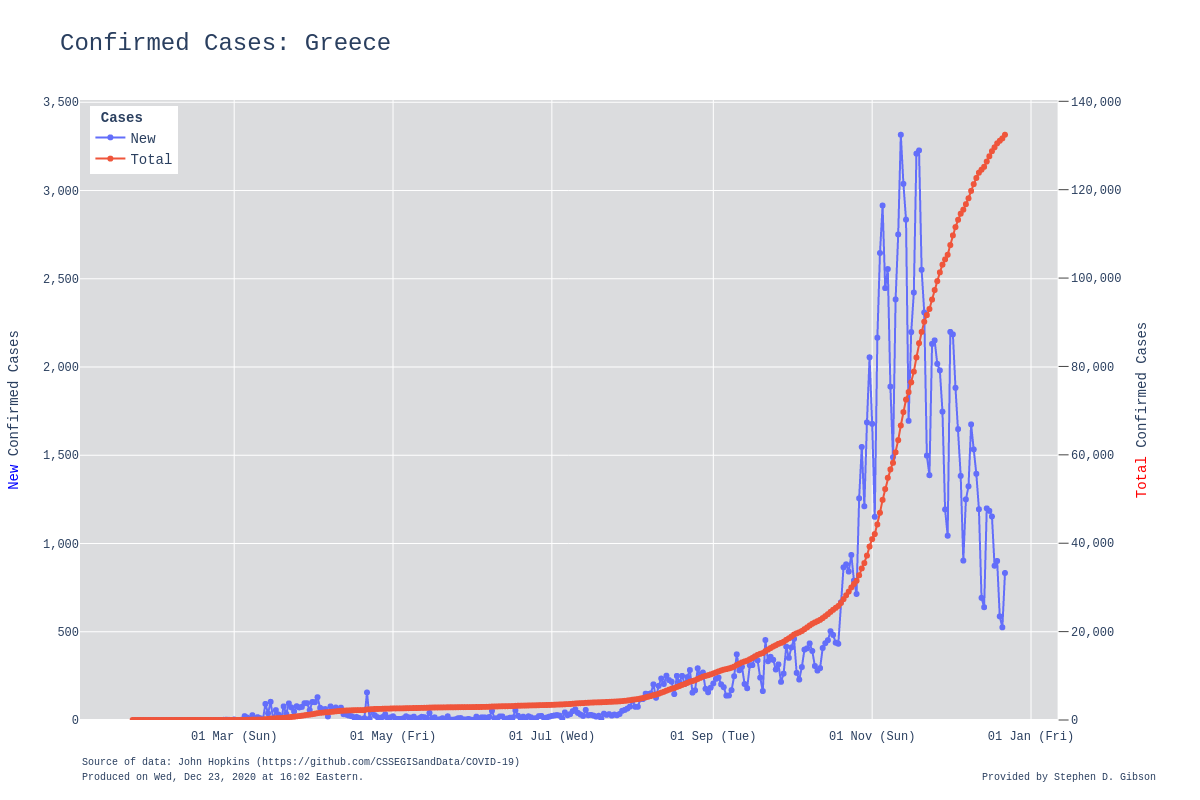 Confirmed Cases: Greece
Cases
New
Total
3,500
3,000
2,500
2,000
1,500
1,000
500
0
New Confirmed Cases
140,000
120,000
100,000
80,000
60,000
40,000
20,000
0
Total Confirmed Cases
01 Mar (Sun)
01 May (Fri)
01 Jul (Wed)
01 Sep (Tue)
01 Nov (Sun)
01 Jan (Fri)
Source of data: John Hopkins (https://github.com/CSSEGISandData/COVID-19)
Produced on Wed, Dec 23, 2020 at 16:02 Eastern.
Provided by Stephen D. Gibson